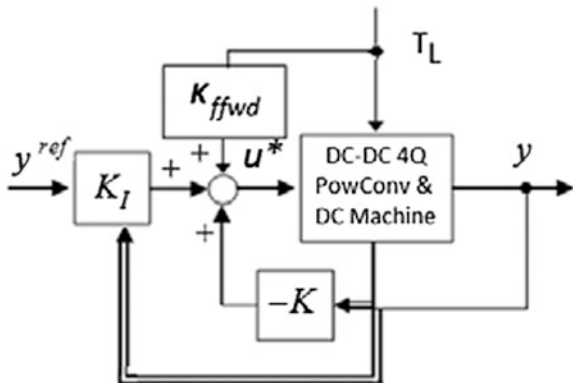 T_L
K_ffwd
y^ref
K_I
+
+
u*
DC-DC 4Q
PowConv &
DC Machine
y
+
−K